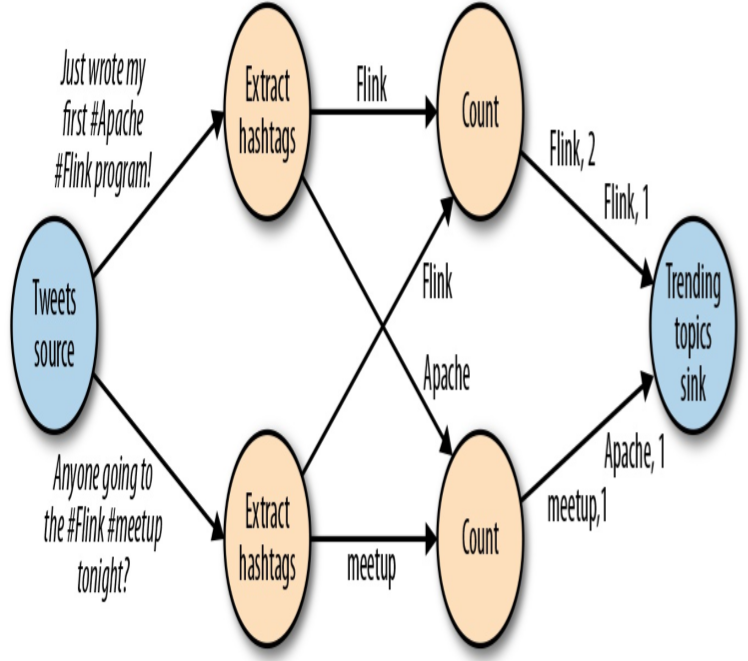 Just wrote my
first #Apache
#Flink program!
Extract
hashtags
Flink
Count
Flink, 2
Flink, 1
Tweets
source
Flink
Apache
Trending
topics
sink
Anyone going to
the #Flink #meetup
tonight?
Extract
hashtags
meetup
Count
Apache, 1
meetup,1